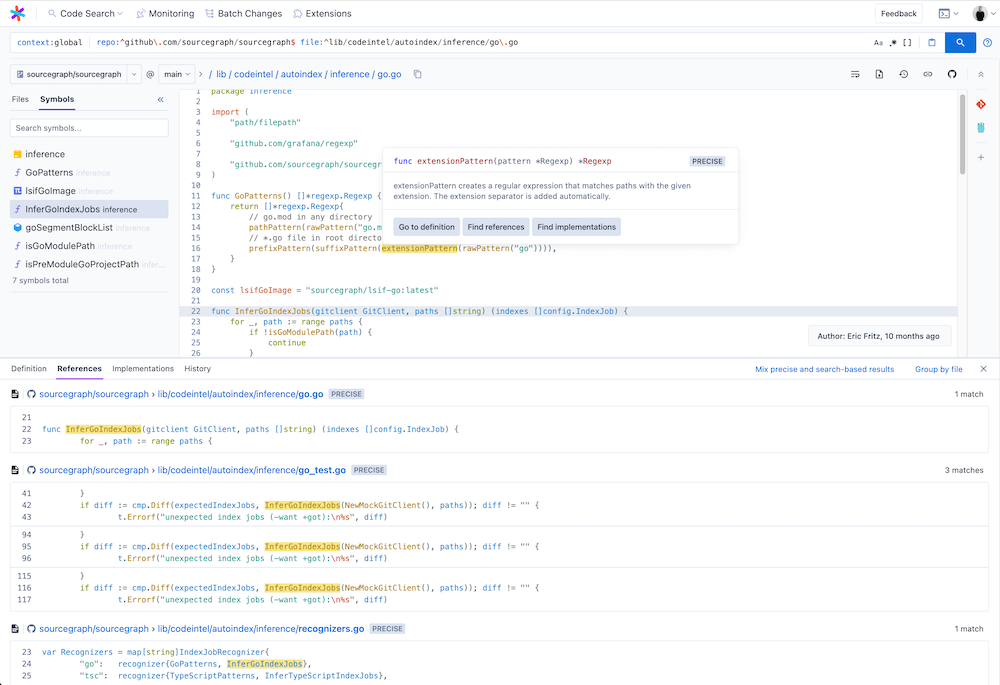 Code Search
Monitoring
Batch Changes
Extensions
Feedback
context:global repo:^github\.com/sourcegraph/sourcegraph$ file:^lib/codeintel/autoindex/inference/go\.go
Aa .* []
sourcegraph/sourcegraph @ main > / lib / codeintel / autoindex / inference / go.go
Files Symbols «
Search symbols...
inference
GoPatterns inference
lsifGoImage inference
InferGoIndexJobs inference
goSegmentBlockList inference
isGoModulePath inference
isPreModuleGoProjectPath infer...
7 symbols total
1 package inference
2
3 import (
4 "path/filepath"
5
6 "github.com/grafana/regexp"
7
8 "github.com/sourcegraph/sourcegr
9 )
10
11 func GoPatterns() []*regexp.Regexp {
12 return []*regexp.Regexp{
13 // go.mod in any directory
14 pathPattern(rawPattern("go.m
15 // *.go file in root directo
16 prefixPattern(suffixPattern(extensionPattern(rawPattern("go")))),
17 }
18 }
19
20 const lsifGoImage = "sourcegraph/lsif-go:latest"
21
22 func InferGoIndexJobs(gitclient GitClient, paths []string) (indexes []config.IndexJob) {
23 for _, path := range paths {
24 if !isGoModulePath(path) {
25 continue
26 }
func extensionPattern(pattern *Regexp) *Regexp
PRECISE
extensionPattern creates a regular expression that matches paths with the given
extension. The extension separator is added automatically.
Go to definition Find references Find implementations
Author: Eric Fritz, 10 months ago
Definition References Implementations History
Mix precise and search-based results Group by file
sourcegraph/sourcegraph › lib/codeintel/autoindex/inference/go.go PRECISE
1 match
21
22 func InferGoIndexJobs(gitclient GitClient, paths []string) (indexes []config.IndexJob) {
23 for _, path := range paths {
sourcegraph/sourcegraph › lib/codeintel/autoindex/inference/go_test.go PRECISE
3 matches
41 }
42 if diff := cmp.Diff(expectedIndexJobs, InferGoIndexJobs(NewMockGitClient(), paths)); diff != "" {
43 t.Errorf("unexpected index jobs (-want +got):\n%s", diff)
94 }
95 if diff := cmp.Diff(expectedIndexJobs, InferGoIndexJobs(NewMockGitClient(), paths)); diff != "" {
96 t.Errorf("unexpected index jobs (-want +got):\n%s", diff)
115 }
116 if diff := cmp.Diff(expectedIndexJobs, InferGoIndexJobs(NewMockGitClient(), paths)); diff != "" {
117 t.Errorf("unexpected index jobs (-want +got):\n%s", diff)
sourcegraph/sourcegraph › lib/codeintel/autoindex/inference/recognizers.go PRECISE
1 match
23 var Recognizers = map[string]IndexJobRecognizer{
24 "go": recognizer{GoPatterns, InferGoIndexJobs},
25 "tsc": recognizer{TypeScriptPatterns, InferTypeScriptIndexJobs},